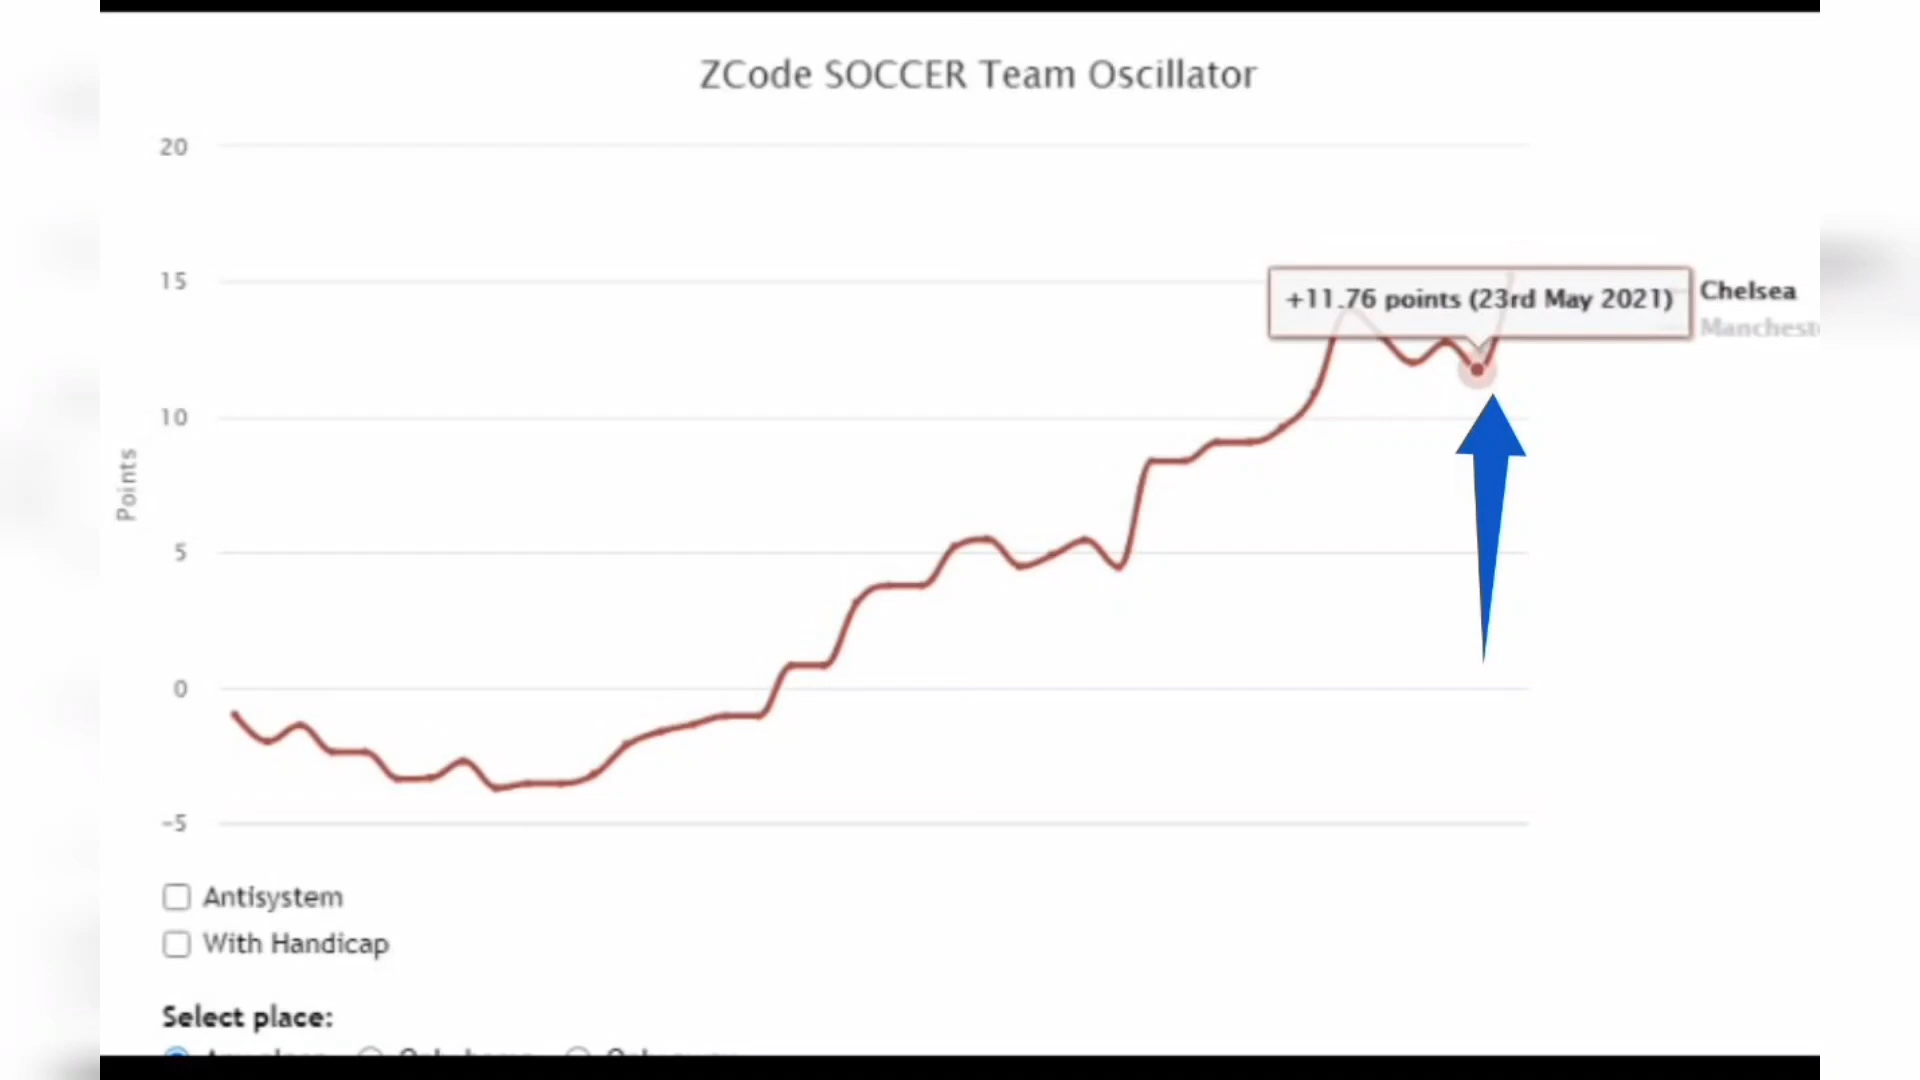 ZCode SOCCER Team Oscillator
20
15
+11.76 points (23rd May 2021)
Chelsea
10
Points
5
0
-5
Antisystem
With Handicap
Select place: